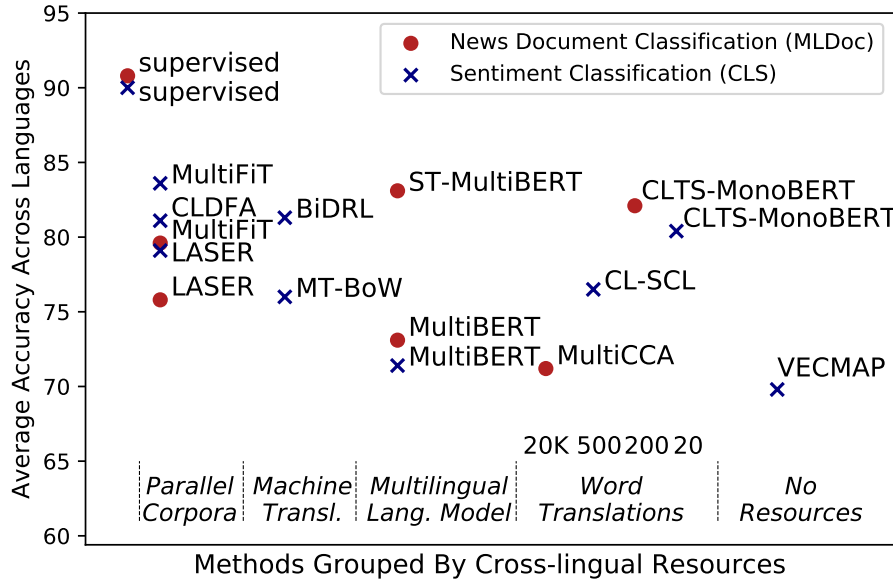 95
90
85
80
75
70
65
60
Average Accuracy Across Languages
News Document Classification (MLDoc)
Sentiment Classification (CLS)
supervised
supervised
MultiFiT
CLDFA
MultiFiT
LASER
LASER
BiDRL
MT-BoW
ST-MultiBERT
MultiBERT
MultiBERT
CLTS-MonoBERT
CLTS-MonoBERT
CL-SCL
MultiCCA
VECMAP
20K 500 200 20
Parallel
Corpora
Machine
Transl.
Multilingual
Lang. Model
Word
Translations
No
Resources
Methods Grouped By Cross-lingual Resources